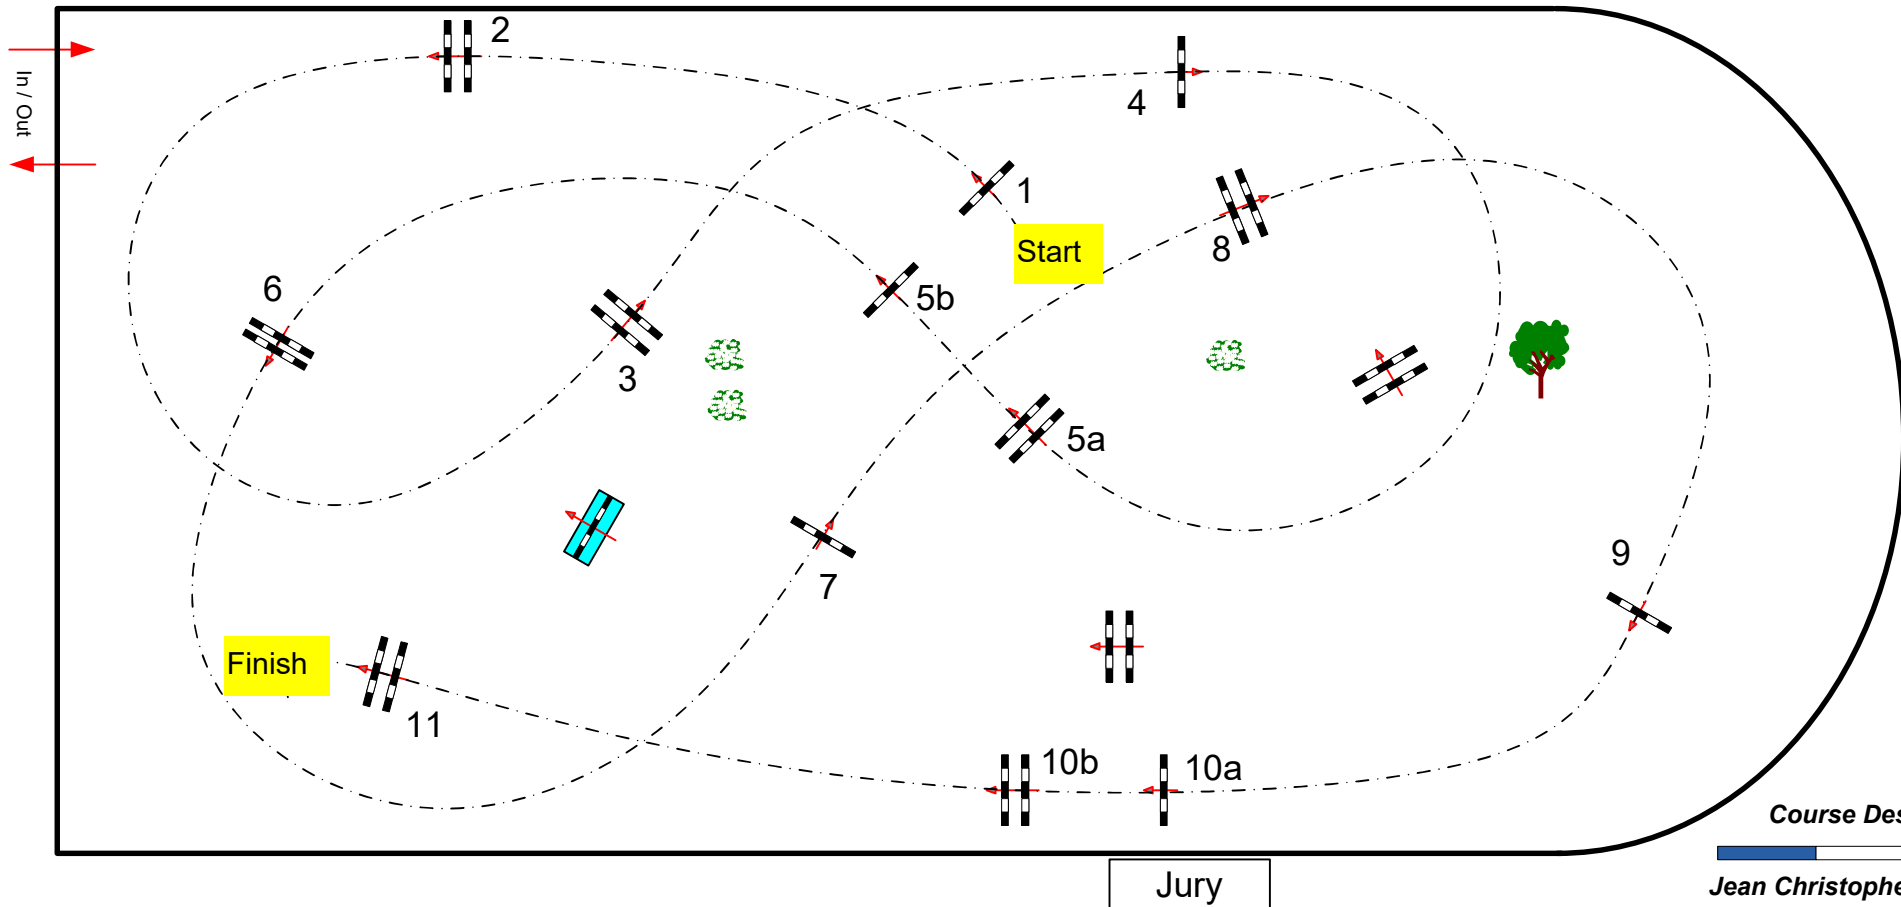 2
In / Out
4
1
Start
8
6
5b
3
5a
9
7
Finish
11
10b
10a
Course Des
Jury
Jean Christophe